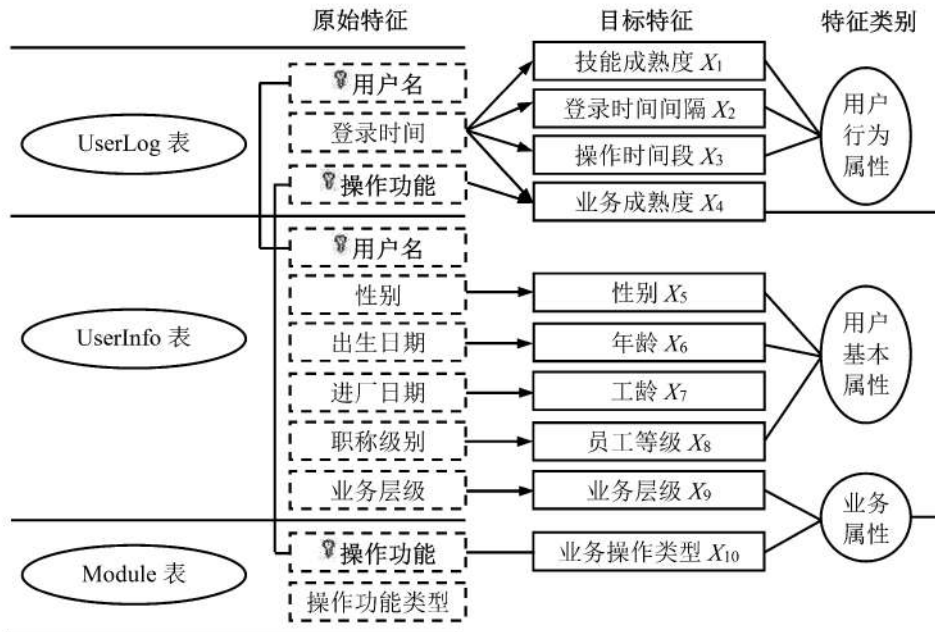 原始特征 目标特征 特征类别
用户名 技能成熟度 X1
UserLog 表 登录时间 登录时间间隔 X2 用户行为属性
操作时间段 X3
操作功能 业务成熟度 X4
用户名
性别 性别 X5
UserInfo 表 出生日期 年龄 X6 用户基本属性
进厂日期 工龄 X7
职称级别 员工等级 X8
业务层级 业务层级 X9 业务属性
操作功能 业务操作类型 X10
Module 表
操作功能类型